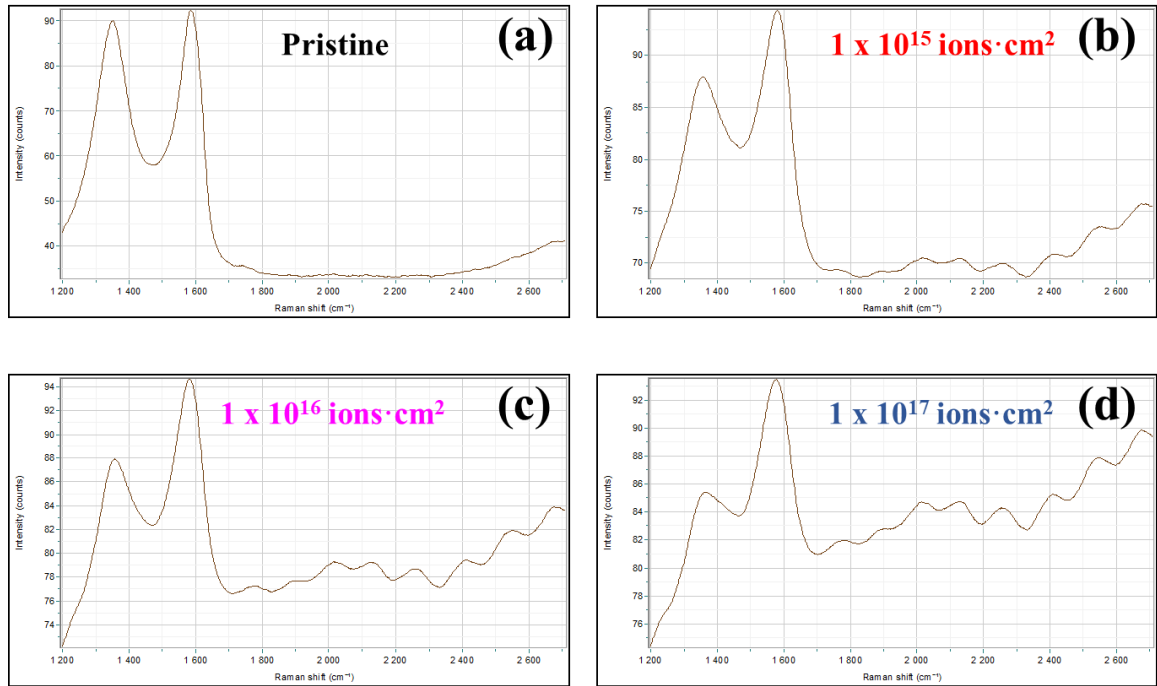 Pristine
(a)
Intensity (counts)
90
80
70
60
50
40
1 200 1 400 1 600 1 800 2 000 2 200 2 400 2 600
Raman shift (cm⁻¹)
1 x 10¹⁵ ions·cm²
(b)
Intensity (counts)
90
85
80
75
70
1 200 1 400 1 600 1 800 2 000 2 200 2 400 2 600
Raman shift (cm⁻¹)
1 x 10¹⁶ ions·cm²
(c)
Intensity (counts)
94
92
90
88
86
84
82
80
78
76
74
1 200 1 400 1 600 1 800 2 000 2 200 2 400 2 600
Raman shift (cm⁻¹)
1 x 10¹⁷ ions·cm²
(d)
Intensity (counts)
92
90
88
86
84
82
80
78
76
1 200 1 400 1 600 1 800 2 000 2 200 2 400 2 600
Raman shift (cm⁻¹)